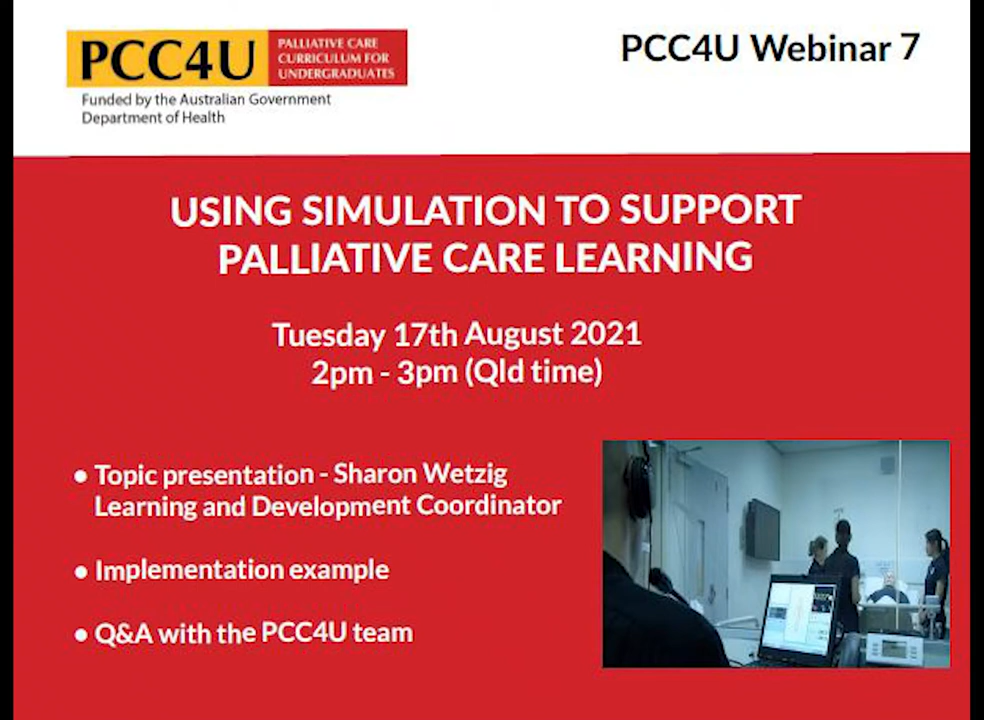 PCC4U
PALLIATIVE CARE
CURRICULUM FOR
UNDERGRADUATES
Funded by the Australian Government
Department of Health
PCC4U Webinar 7
USING SIMULATION TO SUPPORT
PALLIATIVE CARE LEARNING
Tuesday 17th August 2021
2pm - 3pm (Qld time)
• Topic presentation - Sharon Wetzig
Learning and Development Coordinator
• Implementation example
• Q&A with the PCC4U team